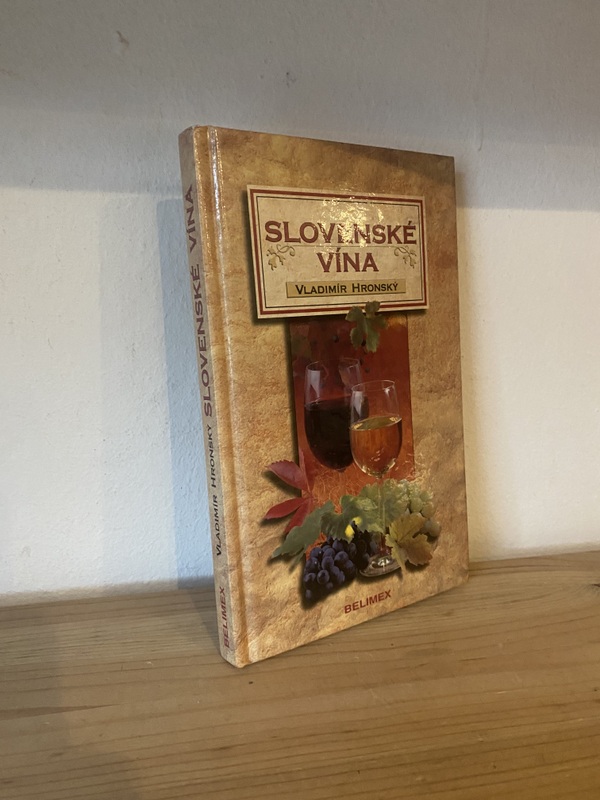 SLOVENSKÉ
VÍNA
VLADIMÍR HRONSKÝ
BELIMEX
BELIMEX VLADIMÍR HRONSKÝ SLOVENSKÉ VÍNA